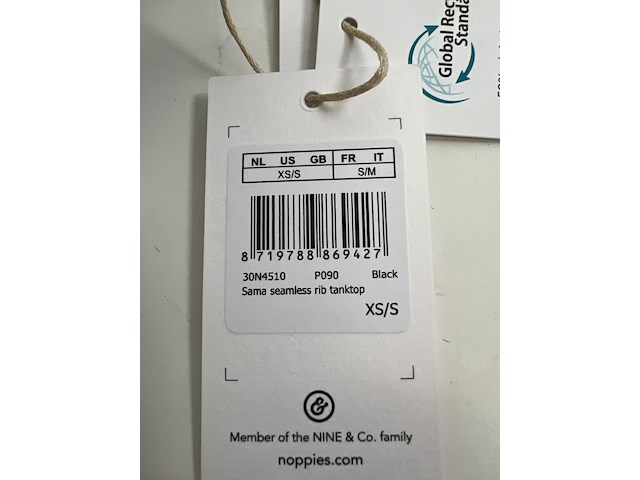 Global Rec
Standa
50%
NL US GB FR IT
XS/S S/M
8 719788 869427
30N4510 P090 Black
Sama seamless rib tanktop
XS/S
&
Member of the NINE & Co. family
noppies.com